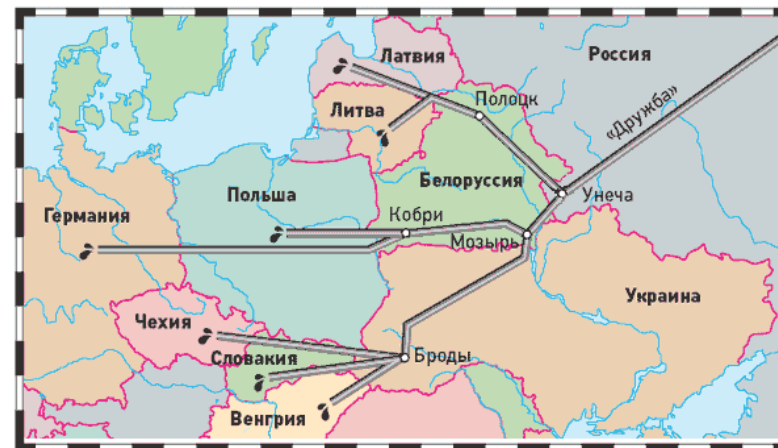 Латвия
Россия
Литва
Полоцк
«Дружба»
Белоруссия
Польша
Унеча
Германия
Кобри
Мозырь
Украина
Чехия
Словакия
Броды
Венгрия